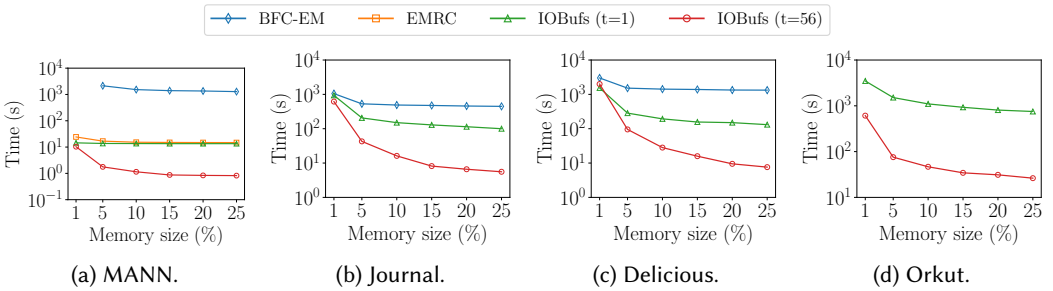 BFC-EM EMRC IOBufs (t=1) IOBufs (t=56)
Time (s)
10^4
10^3
10^2
10^1
10^0
10^−1
1 5 10 15 20 25
Memory size (%)
(a) MANN.
Time (s)
10^4
10^3
10^2
10^1
10^0
1 5 10 15 20 25
Memory size (%)
(b) Journal.
Time (s)
10^4
10^3
10^2
10^1
10^0
1 5 10 15 20 25
Memory size (%)
(c) Delicious.
Time (s)
10^4
10^3
10^2
10^1
1 5 10 15 20 25
Memory size (%)
(d) Orkut.